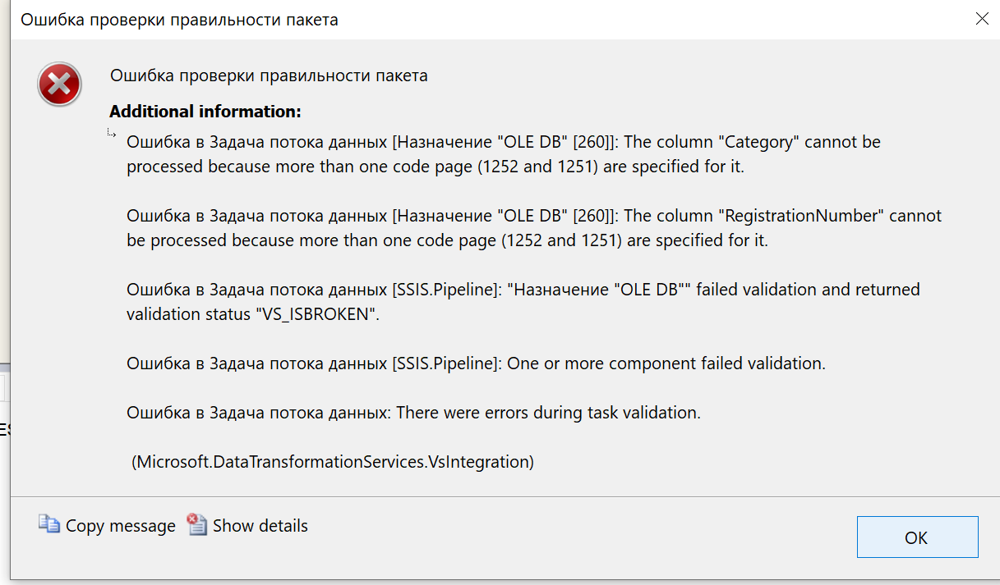 Ошибка проверки правильности пакета
Ошибка проверки правильности пакета
Additional information:
Ошибка в Задача потока данных [Назначение "OLE DB" [260]]: The column "Category" cannot be
processed because more than one code page (1252 and 1251) are specified for it.
Ошибка в Задача потока данных [Назначение "OLE DB" [260]]: The column "RegistrationNumber" cannot
be processed because more than one code page (1252 and 1251) are specified for it.
Ошибка в Задача потока данных [SSIS.Pipeline]: "Назначение "OLE DB"" failed validation and returned
validation status "VS_ISBROKEN".
Ошибка в Задача потока данных [SSIS.Pipeline]: One or more component failed validation.
Ошибка в Задача потока данных: There were errors during task validation.
(Microsoft.DataTransformationServices.VsIntegration)
Copy message Show details
OK